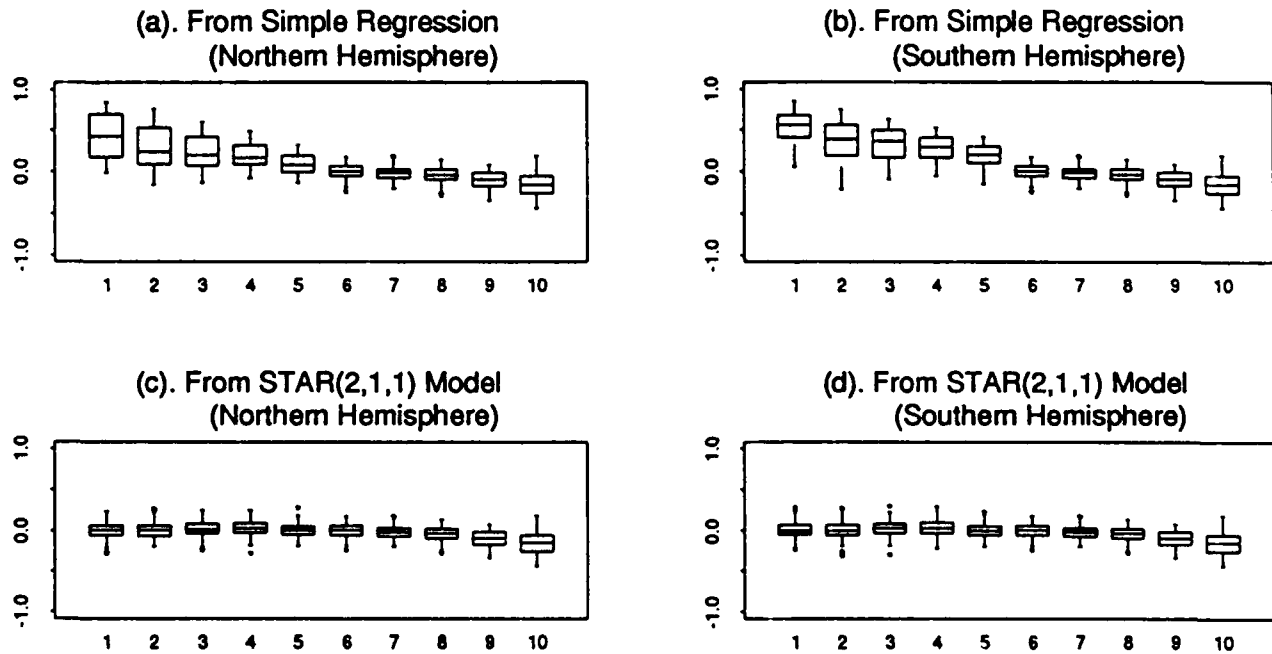 (a). From Simple Regression
(Northern Hemisphere)
1.0
0.0
-1.0
1 2 3 4 5 6 7 8 9 10
(b). From Simple Regression
(Southern Hemisphere)
1.0
0.0
-1.0
1 2 3 4 5 6 7 8 9 10
(c). From STAR(2,1,1) Model
(Northern Hemisphere)
1.0
0.0
-1.0
1 2 3 4 5 6 7 8 9 10
(d). From STAR(2,1,1) Model
(Southern Hemisphere)
1.0
0.0
-1.0
1 2 3 4 5 6 7 8 9 10